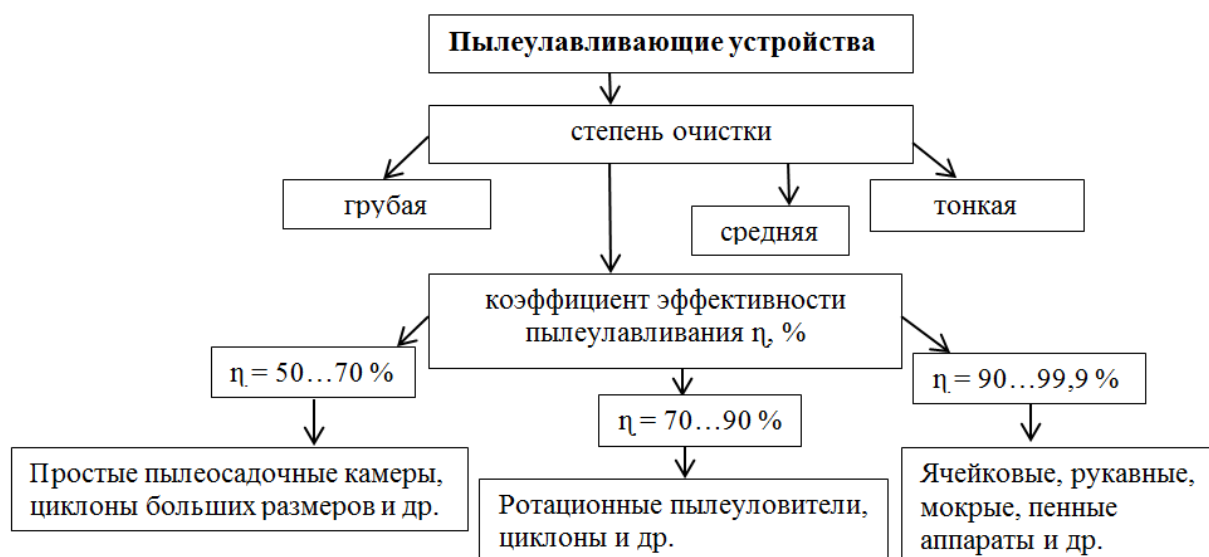 Пылеулавливающие устройства
степень очистки
грубая
средняя
тонкая
коэффициент эффективности
пылеулавливания η, %
η = 50…70 %
η = 70…90 %
η = 90…99,9 %
Простые пылеосадочные камеры,
циклоны больших размеров и др.
Ротационные пылеуловители,
циклоны и др.
Ячейковые, рукавные,
мокрые, пенные
аппараты и др.